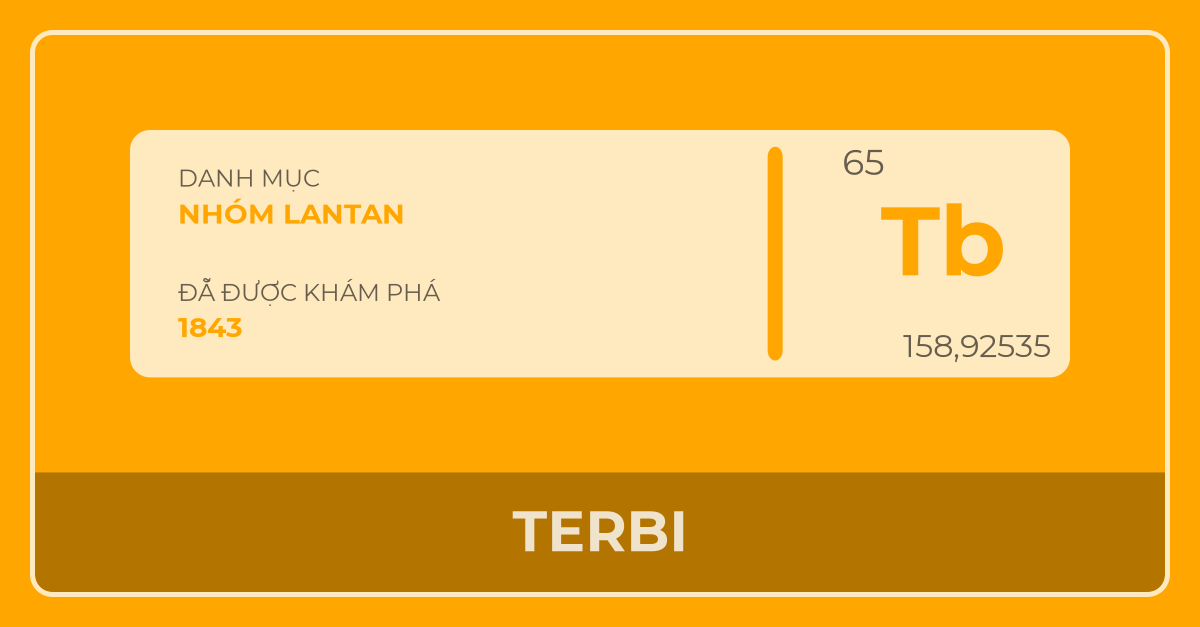 DANH MỤC
NHÓM LANTAN
ĐÃ ĐƯỢC KHÁM PHÁ
1843
65
Tb
158,92535
TERBI